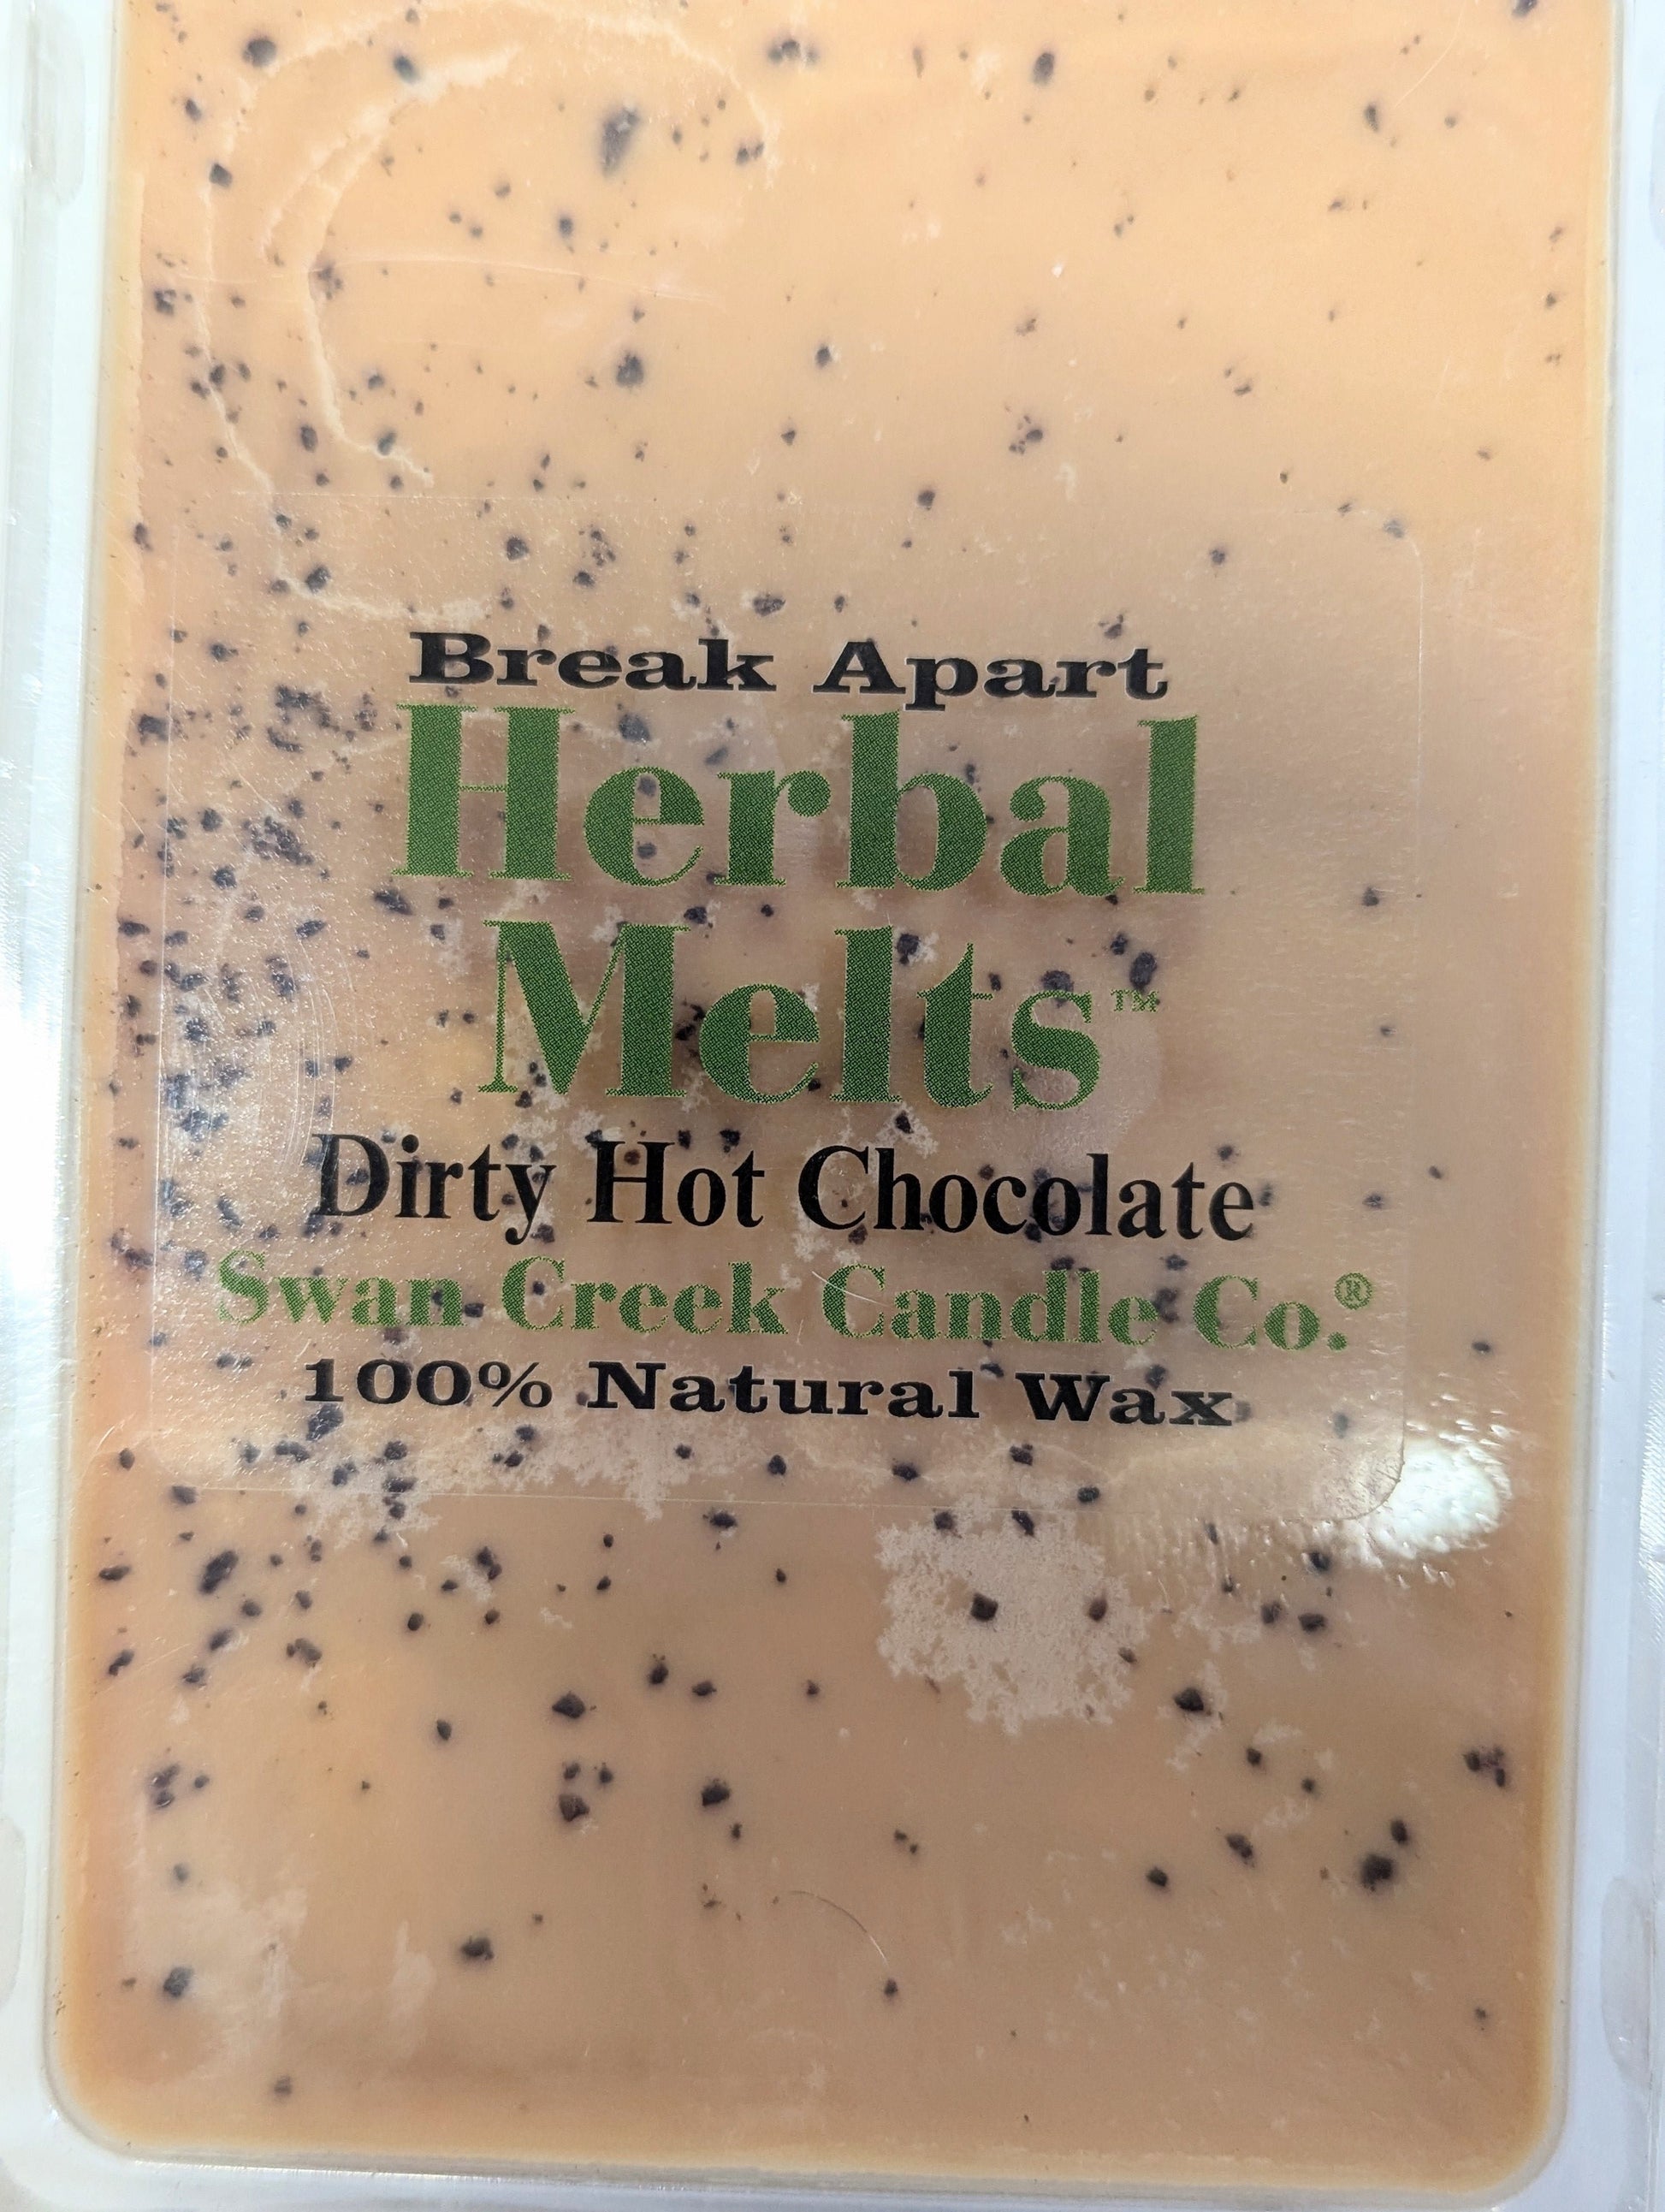 Break Apart
Herbal
Melts™
Dirty Hot Chocolate
Swan Creek Candle Co.®
100% Natural Wax